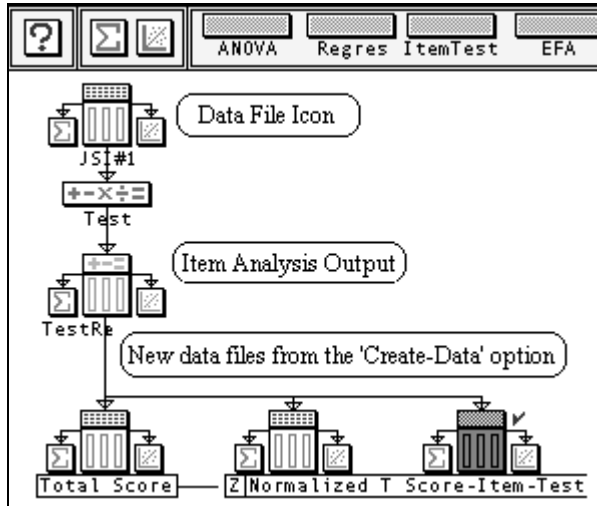 ?
Σ
ANOVA Regres ItemTest EFA
Data File Icon
Σ
JSI#1
+-×÷=
Test
+-=
Item Analysis Output
Σ
TestRe
New data files from the 'Create-Data' option
Σ Σ Σ
Total Score Z Normalized T Score-Item-Test